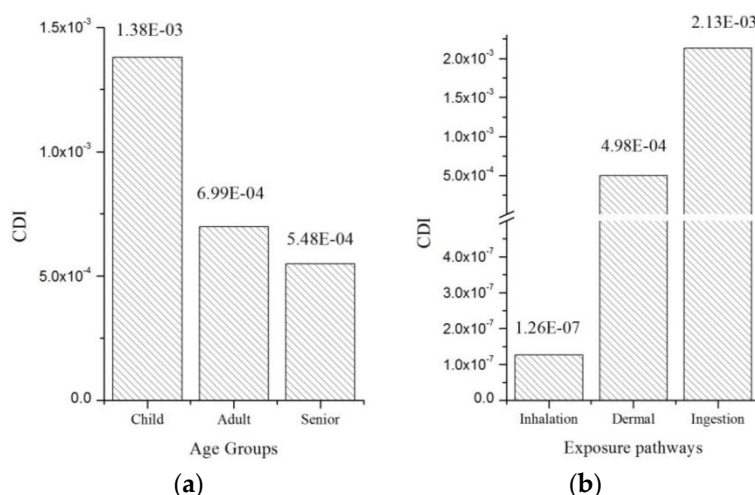 1.5x10⁻³
1.0x10⁻³
5.0x10⁻⁴
0.0
CDI
1.38E-03
6.99E-04
5.48E-04
Child Adult Senior
Age Groups
(a)
2.0x10⁻³
1.5x10⁻³
1.0x10⁻³
5.0x10⁻⁴
4.0x10⁻⁷
3.0x10⁻⁷
2.0x10⁻⁷
1.0x10⁻⁷
0.0
CDI
1.26E-07
4.98E-04
2.13E-03
Inhalation Dermal Ingestion
Exposure pathways
(b)